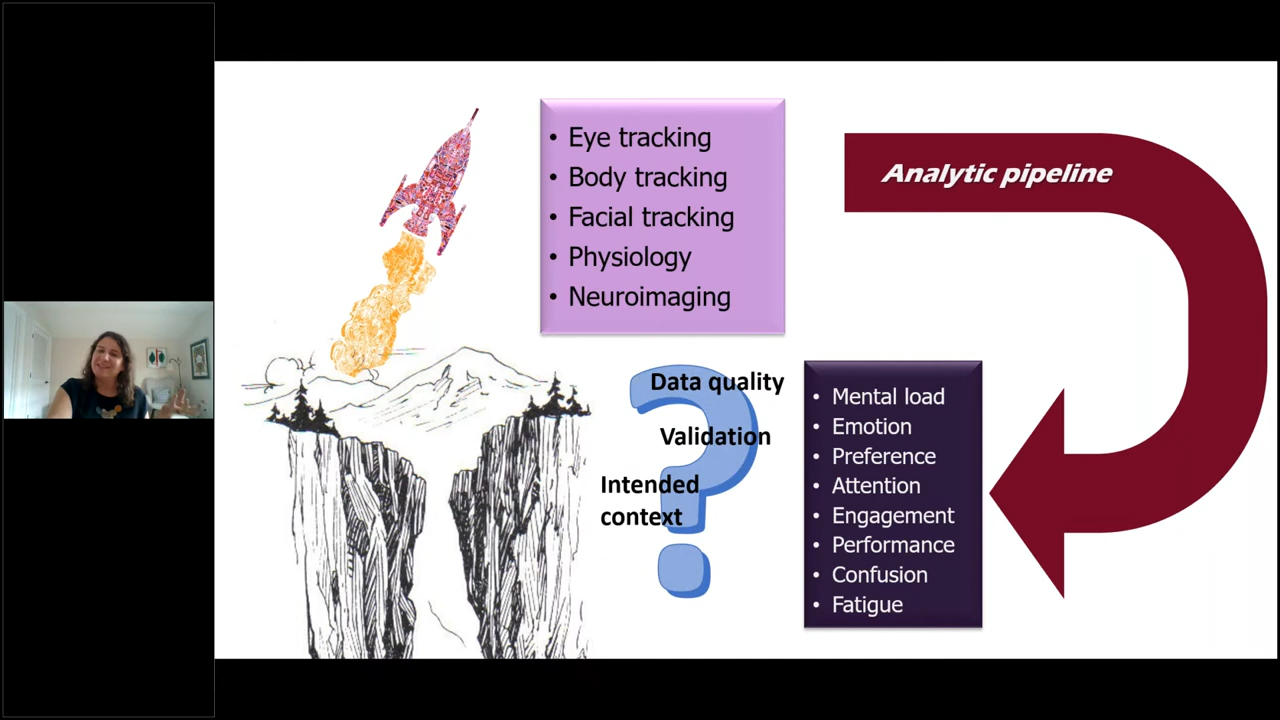 • Eye tracking
• Body tracking
• Facial tracking
• Physiology
• Neuroimaging
Analytic pipeline
Data quality
Validation
Intended
context
?
• Mental load
• Emotion
• Preference
• Attention
• Engagement
• Performance
• Confusion
• Fatigue